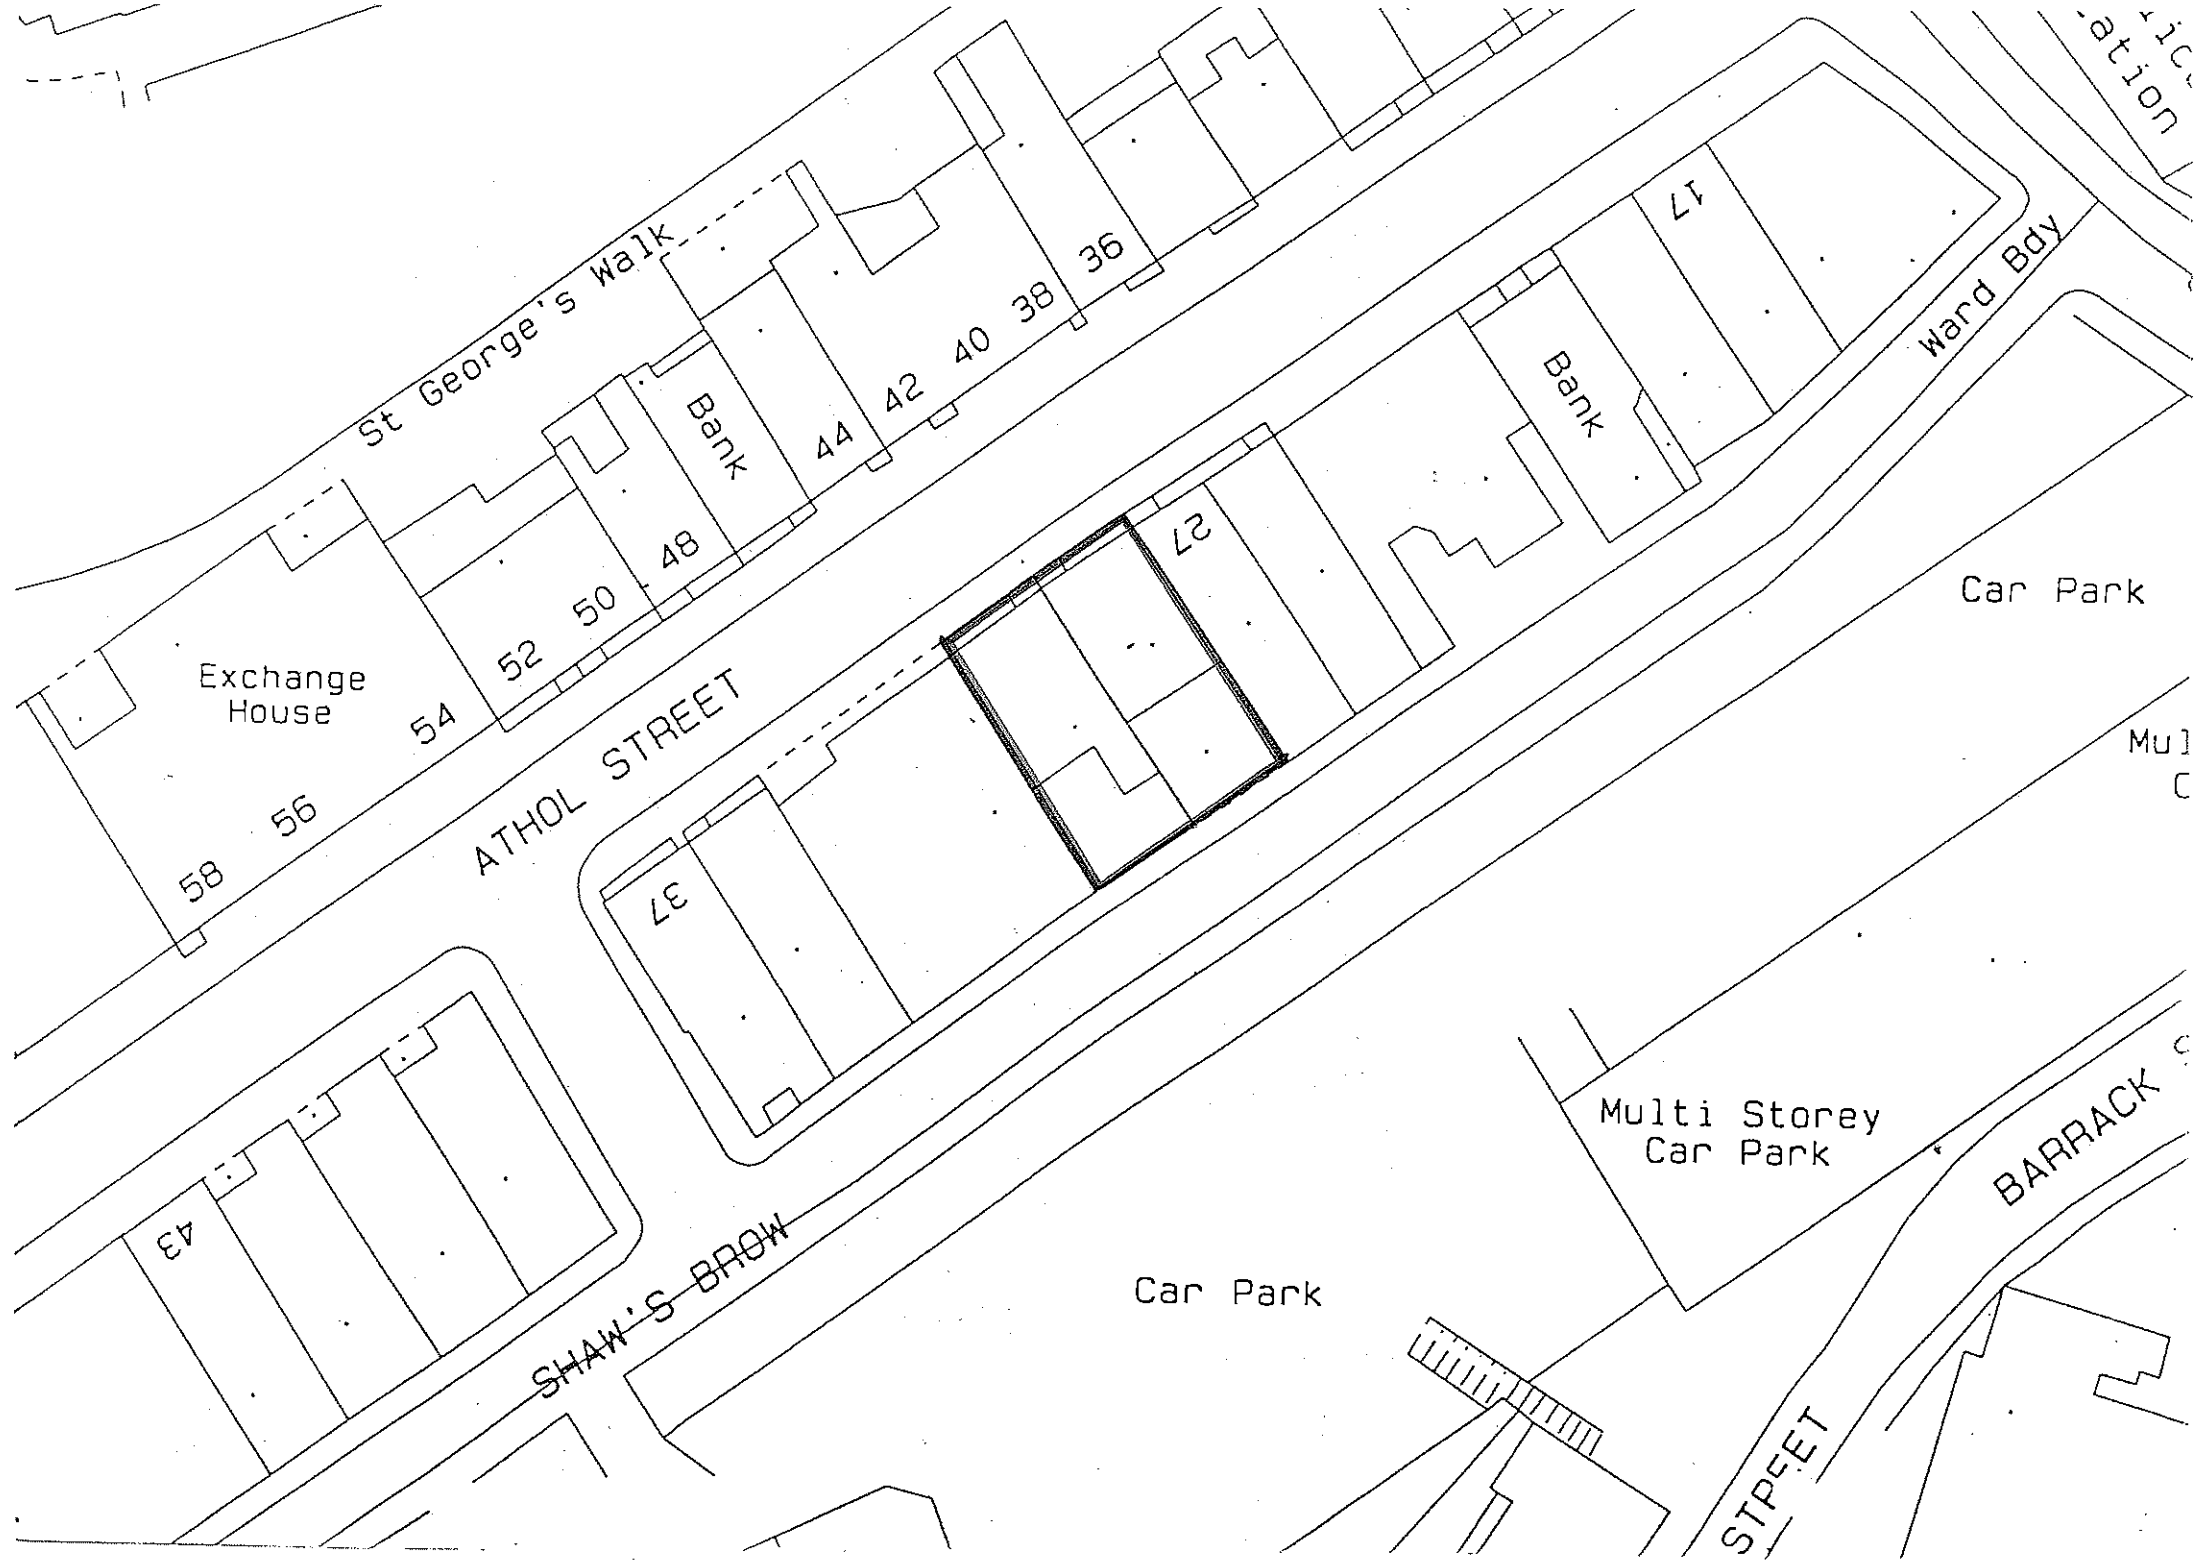 ation
St George's Walk
36
38
40
42
44
Bank
48
50
52
54
56
58
Exchange
House
ATHOL STREET
17
Bank
27
37
43
Ward Bdy
Car Park
SHAW'S BROW
Car Park
Multi Storey
Car Park
BARRACK
STREET